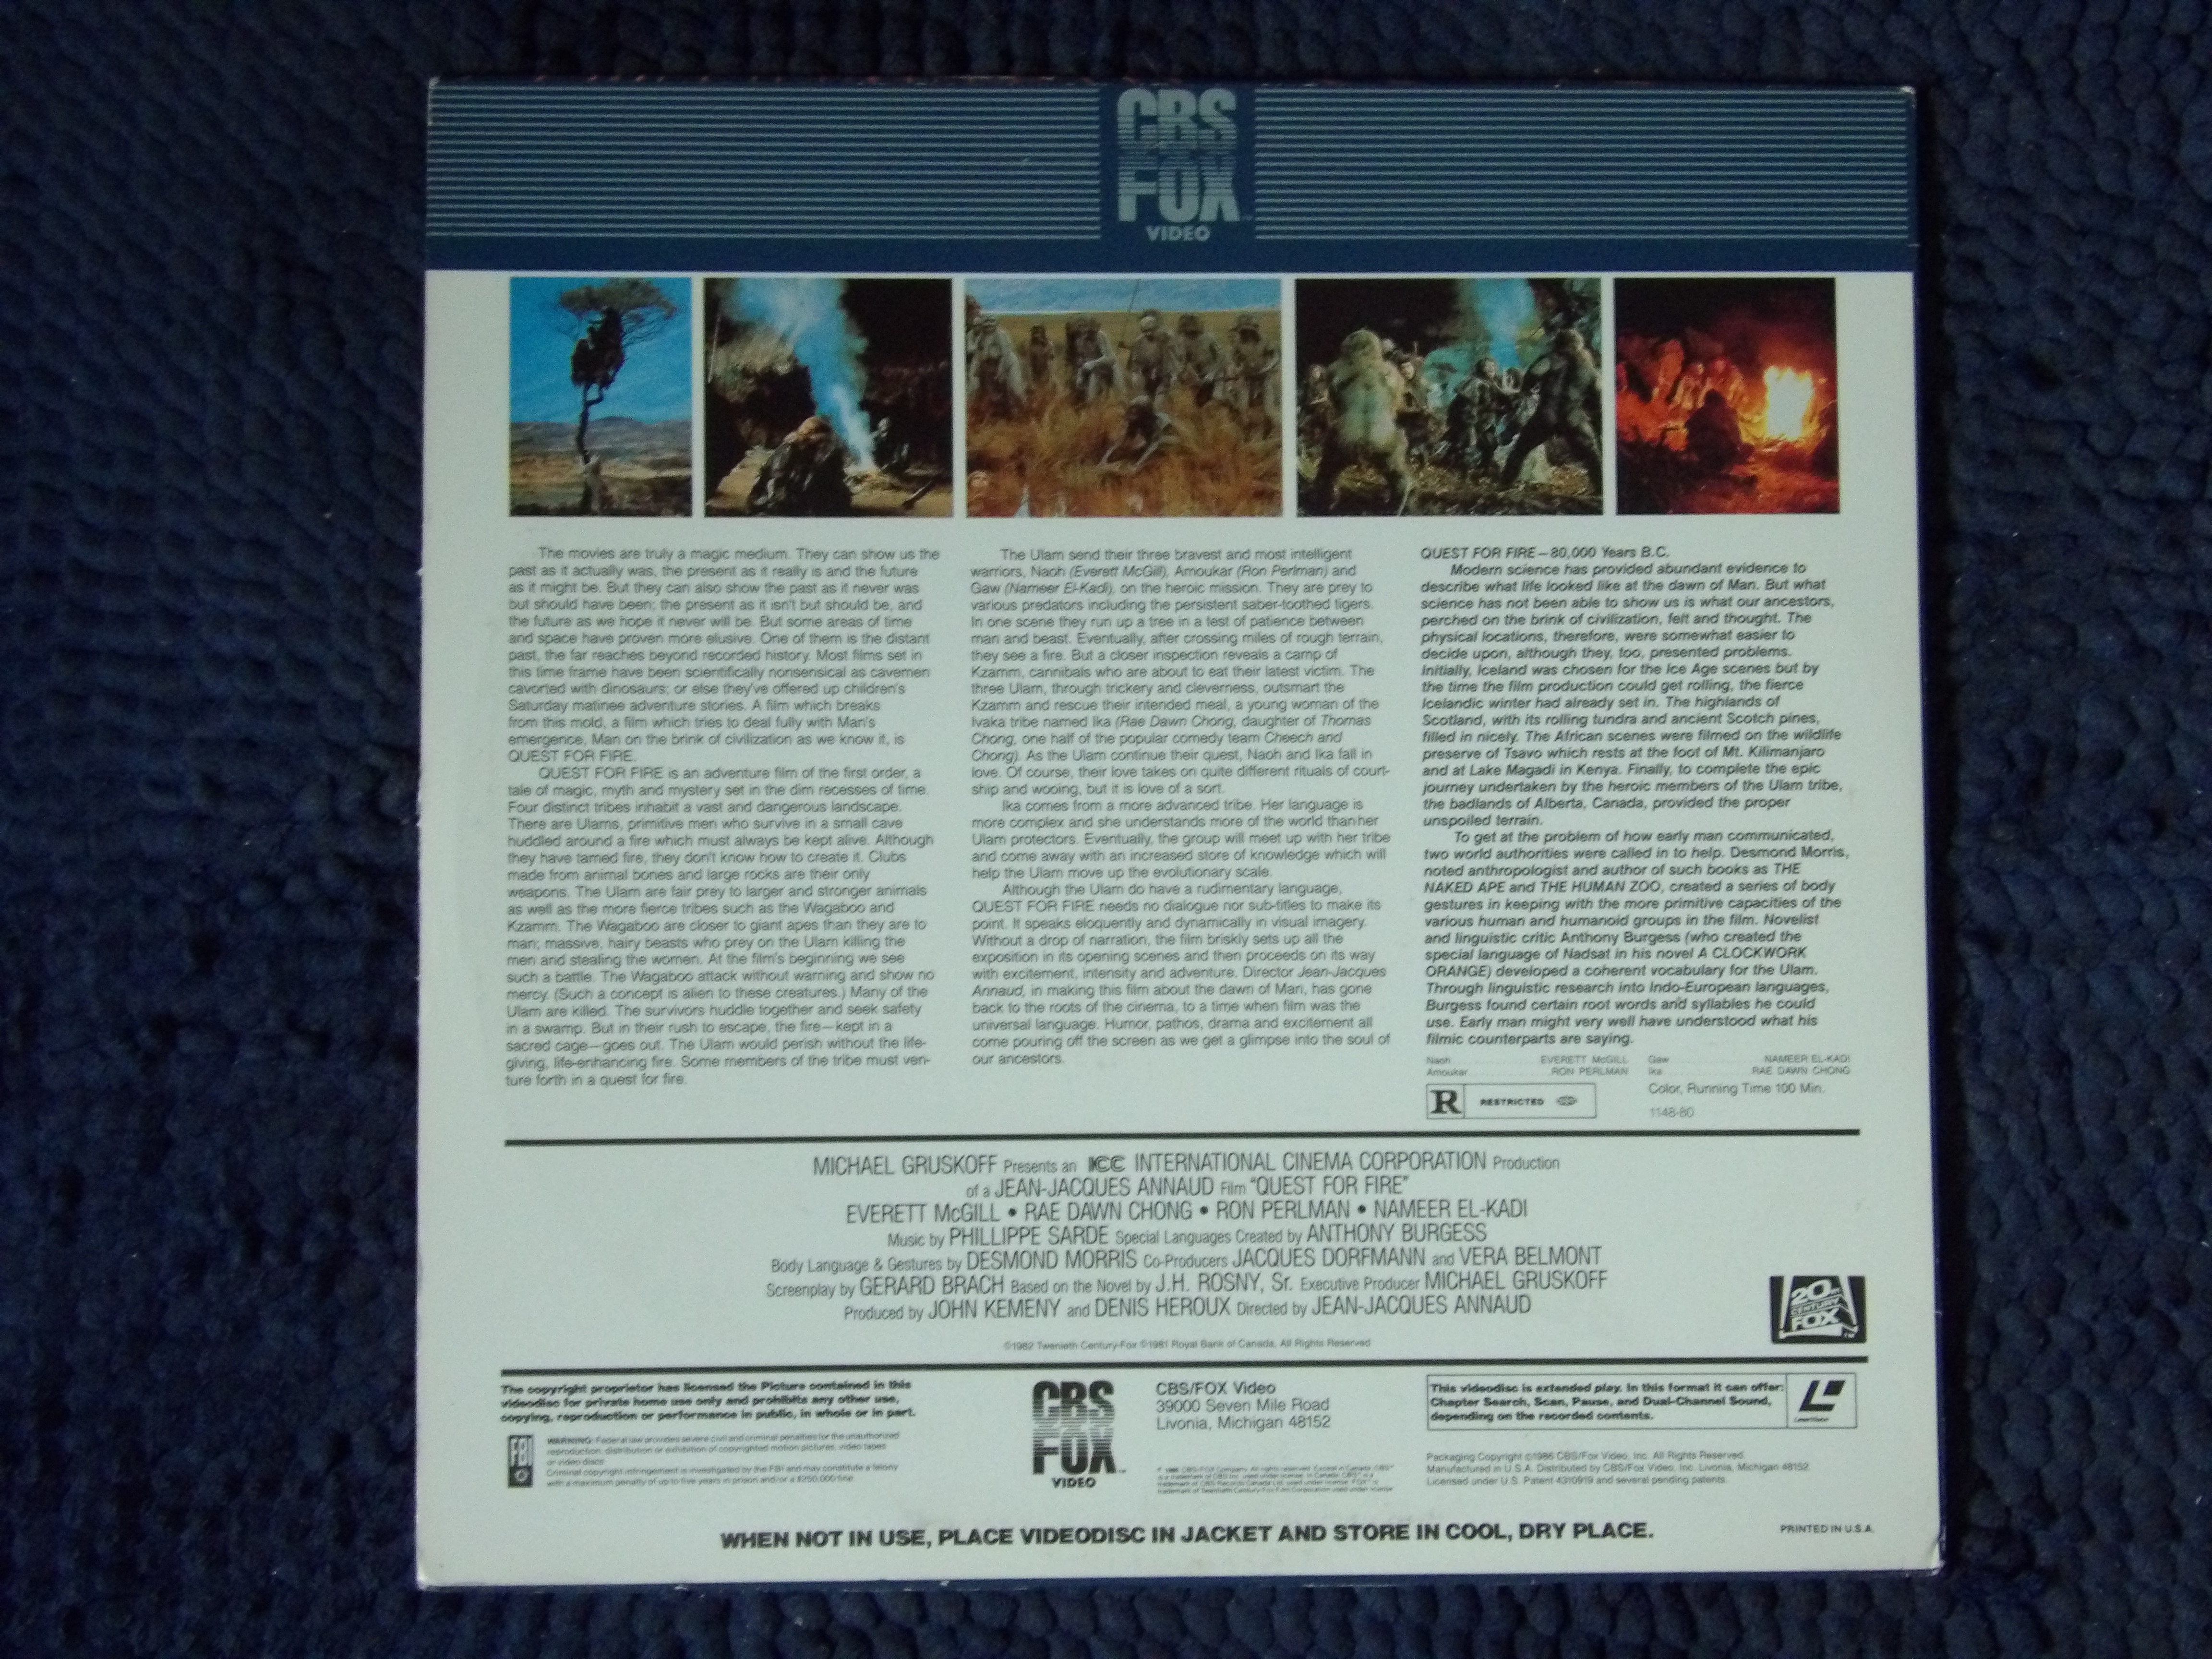 CBS
FOX
VIDEO
The movies are truly a magic medium. They can show us the
past as it actually was, the present as it really is and the future
as it might be. But they can also show the past as it never was
but should have been; the present as it isn't but should be, and
the future as we hope it never will be. But some areas of time
and space have proven more elusive. One of them is the distant
past, the far reaches beyond recorded history. Most films set in
this time frame have been scientifically nonsensical as cavemen
cavorted with dinosaurs; or else they've offered up children's
Saturday matinee adventure stories. A film which breaks
from this mold, a film which tries to deal fully with Man's
emergence, Man on the brink of civilization as we know it, is
QUEST FOR FIRE.
QUEST FOR FIRE is an adventure film of the first order, a
tale of magic, myth and mystery set in the dim recesses of time.
Four distinct tribes inhabit a vast and dangerous landscape.
There are Ulams, primitive men who survive in a small cave
huddled around a fire which must always be kept alive. Although
they have tamed fire, they don't know how to create it. Clubs
made from animal bones and large rocks are their only
weapons. The Ulam are fair prey to larger and stronger animals
as well as the more fierce tribes such as the Wagaboo and
Kzamm. The Wagaboo are closer to giant apes than they are to
man; massive, hairy beasts who prey on the Ulam killing the
men and stealing the women. At the film's beginning we see
such a battle. The Wagaboo attack without warning and show no
mercy. (Such a concept is alien to these creatures.) Many of the
Ulam are killed. The survivors huddle together and seek safety
in a swamp. But in their rush to escape, the fire—kept in a
sacred cage—goes out. The Ulam would perish without the life-
giving, life-enhancing fire. Some members of the tribe must ven-
ture forth in a quest for fire.
The Ulam send their three bravest and most intelligent
warriors, Naoh (Everett McGill), Amoukar (Ron Perlman) and
Gaw (Nameer El-Kadi), on the heroic mission. They are prey to
various predators including the persistent saber-toothed tigers.
In one scene they run up a tree in a test of patience between
man and beast. Eventually, after crossing miles of rough terrain,
they see a fire. But a closer inspection reveals a camp of
Kzamm, cannibals who are about to eat their latest victim. The
three Ulam, through trickery and cleverness, outsmart the
Kzamm and rescue their intended meal, a young woman of the
Ivaka tribe named Ika (Rae Dawn Chong, daughter of Thomas
Chong, one half of the popular comedy team Cheech and
Chong). As the Ulam continue their quest, Naoh and Ika fall in
love. Of course, their love takes on quite different rituals of court-
ship and wooing, but it is love of a sort.
Ika comes from a more advanced tribe. Her language is
more complex and she understands more of the world than her
Ulam protectors. Eventually, the group will meet up with her tribe
and come away with an increased store of knowledge which will
help the Ulam move up the evolutionary scale.
Although the Ulam do have a rudimentary language,
QUEST FOR FIRE needs no dialogue nor sub-titles to make its
point. It speaks eloquently and dynamically in visual imagery.
Without a drop of narration, the film briskly sets up all the
exposition in its opening scenes and then proceeds on its way
with excitement, intensity and adventure. Director Jean-Jacques
Annaud, in making this film about the dawn of Man, has gone
back to the roots of the cinema, to a time when film was the
universal language. Humor, pathos, drama and excitement all
come pouring off the screen as we get a glimpse into the soul of
our ancestors.
QUEST FOR FIRE—80,000 Years B.C.
Modern science has provided abundant evidence to
describe what life looked like at the dawn of Man. But what
science has not been able to show us is what our ancestors,
perched on the brink of civilization, felt and thought. The
physical locations, therefore, were somewhat easier to
decide upon, although they, too, presented problems.
Initially, Iceland was chosen for the Ice Age scenes but by
the time the film production could get rolling, the fierce
Icelandic winter had already set in. The highlands of
Scotland, with its rolling tundra and ancient Scotch pines,
filled in nicely. The African scenes were filmed on the wildlife
preserve of Tsavo which rests at the foot of Mt. Kilimanjaro
and at Lake Magadi in Kenya. Finally, to complete the epic
journey undertaken by the heroic members of the Ulam tribe,
the badlands of Alberta, Canada, provided the proper
unspoiled terrain.
To get at the problem of how early man communicated,
two world authorities were called in to help. Desmond Morris,
noted anthropologist and author of such books as THE
NAKED APE and THE HUMAN ZOO, created a series of body
gestures in keeping with the more primitive capacities of the
various human and humanoid groups in the film. Novelist
and linguistic critic Anthony Burgess (who created the
special language of Nadsat in his novel A CLOCKWORK
ORANGE) developed a coherent vocabulary for the Ulam.
Through linguistic research into Indo-European languages,
Burgess found certain root words and syllables he could
use. Early man might very well have understood what his
filmic counterparts are saying.
Naoh EVERETT McGILL Gaw NAMEER EL-KADI
Amoukar RON PERLMAN Ika RAE DAWN CHONG
R RESTRICTED
Color, Running Time 100 Min.
1148-80
MICHAEL GRUSKOFF Presents an ICC INTERNATIONAL CINEMA CORPORATION Production
of a JEAN-JACQUES ANNAUD Film "QUEST FOR FIRE"
EVERETT McGILL • RAE DAWN CHONG • RON PERLMAN • NAMEER EL-KADI
Music by PHILLIPPE SARDE Special Languages Created by ANTHONY BURGESS
Body Language & Gestures by DESMOND MORRIS Co-Producers JACQUES DORFMANN and VERA BELMONT
Screenplay by GERARD BRACH Based on the Novel by J.H. ROSNY, Sr. Executive Producer MICHAEL GRUSKOFF
Produced by JOHN KEMENY and DENIS HEROUX Directed by JEAN-JACQUES ANNAUD
©1982 Twentieth Century-Fox ©1981 Royal Bank of Canada. All Rights Reserved
20TH
CENTURY
FOX
TM
The copyright proprietor has licensed the Picture contained in this
videodisc for private home use only and prohibits any other use,
copying, reproduction or performance in public, in whole or in part.
FBI
WARNING: Federal law provides severe civil and criminal penalties for the unauthorized
reproduction, distribution or exhibition of copyrighted motion pictures, video tapes
or video discs.
Criminal copyright infringement is investigated by the FBI and may constitute a felony
with a maximum penalty of up to five years in prison and/or a $250,000 fine.
CBS
FOX
VIDEO
CBS/FOX Video
39000 Seven Mile Road
Livonia, Michigan 48152
This videodisc is extended play. In this format it can offer:
Chapter Search, Scan, Pause, and Dual-Channel Sound,
depending on the recorded contents.
LaserVision
Packaging Copyright ©1986 CBS/Fox Video, Inc. All Rights Reserved.
Manufactured in U.S.A. Distributed by CBS/Fox Video, Inc. Livonia, Michigan 48152.
Licensed under U.S. Patent 4310919 and several pending patents.
WHEN NOT IN USE, PLACE VIDEODISC IN JACKET AND STORE IN COOL, DRY PLACE.
PRINTED IN U.S.A.